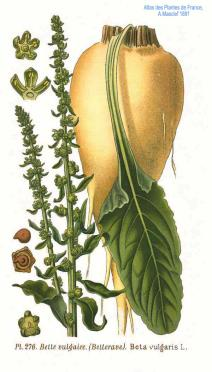 Atlas des Plantes de France,
A.Masclef 1891
Pl. 276. Bette vulgaire. (Betterave). Beta vulgaris L.